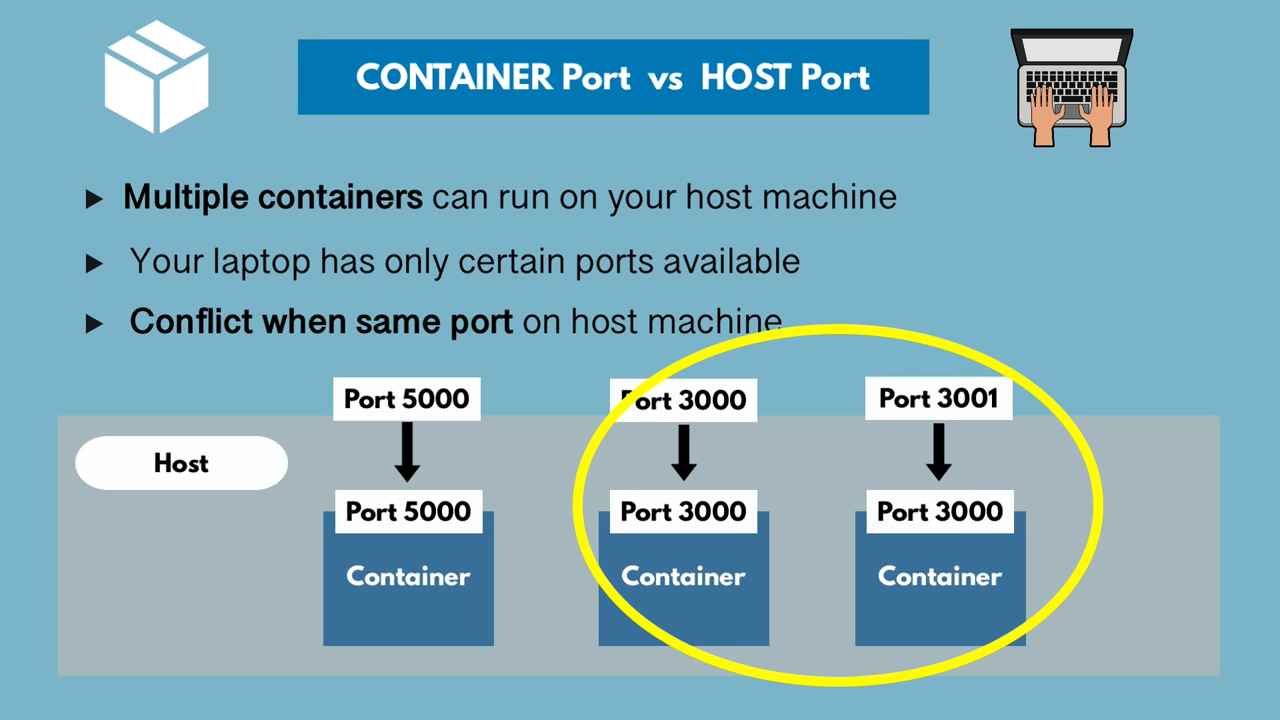 CONTAINER Port vs HOST Port
Multiple containers can run on your host machine
Your laptop has only certain ports available
Conflict when same port on host machine
Port 5000 Port 3000 Port 3001
Host
Port 5000 Port 3000 Port 3000
Container Container Container